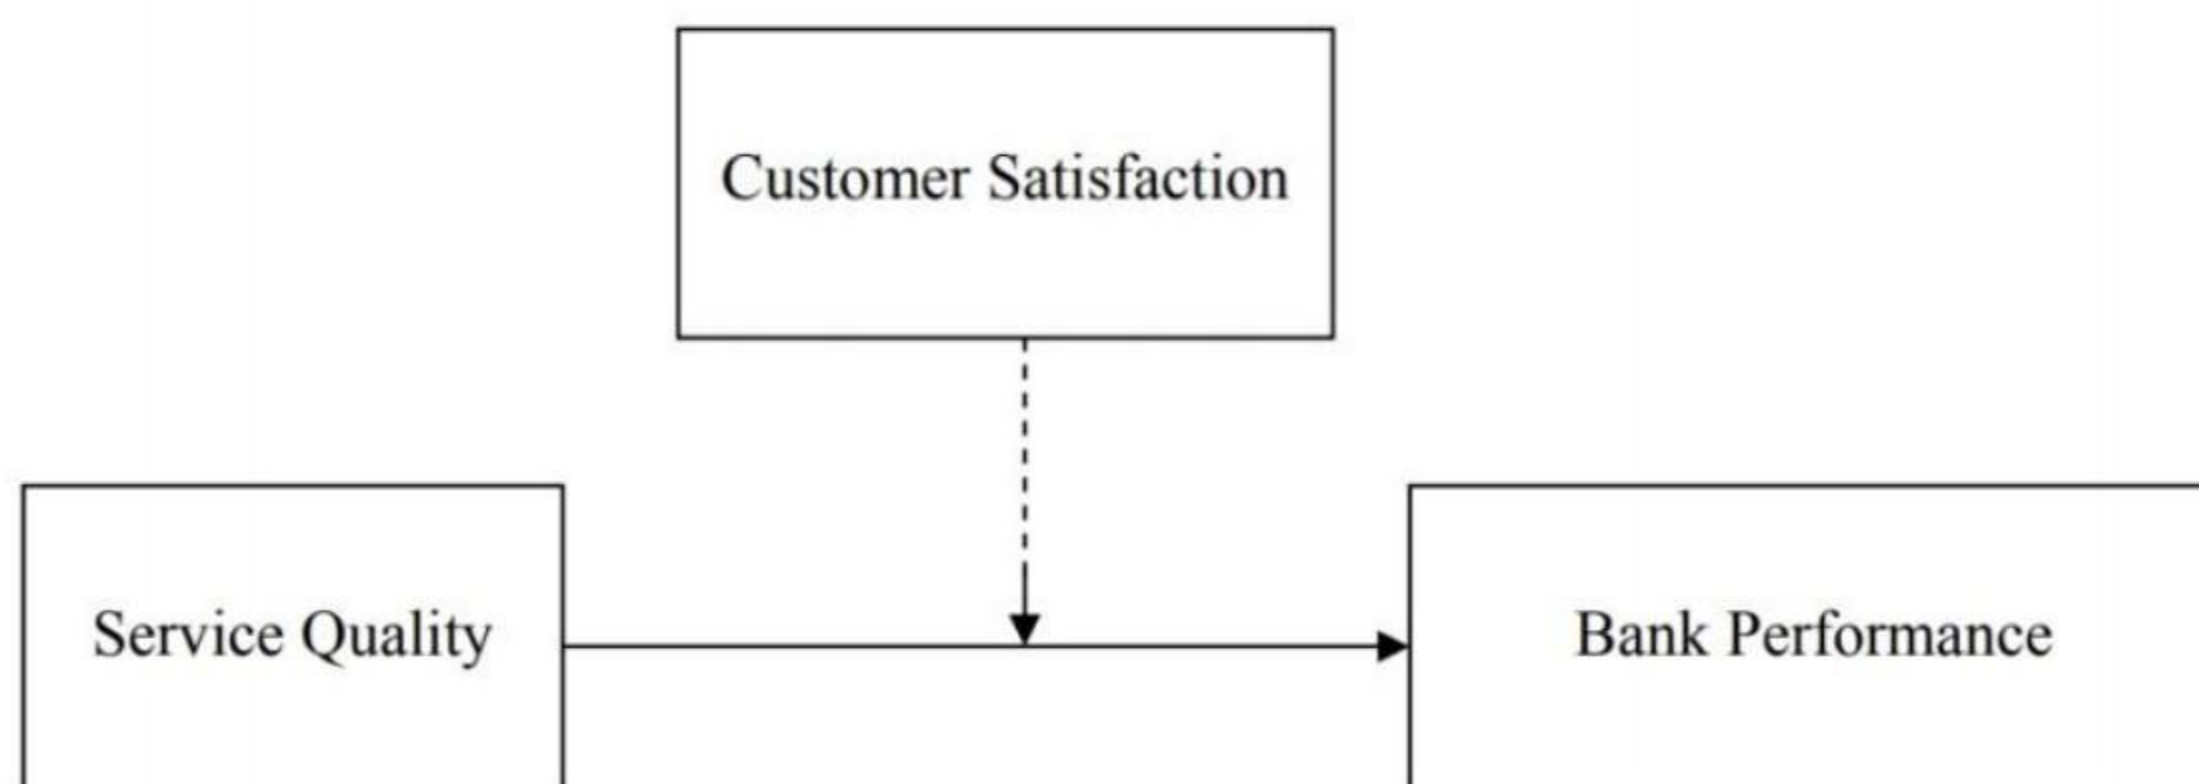 Customer Satisfaction
Service Quality
Bank Performance